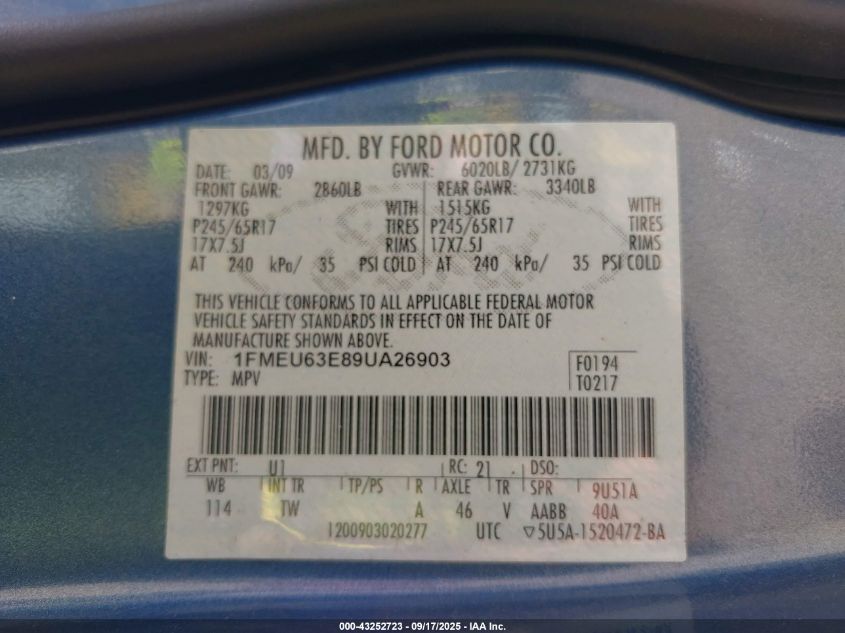 MFD. BY FORD MOTOR CO.
DATE: 03/09 GVWR: 6020LB/ 2731KG
FRONT GAWR: 2860LB REAR GAWR: 3340LB
1297KG WITH 1515KG WITH
P245/65R17 TIRES P245/65R17 TIRES
17X7.5J RIMS 17X7.5J RIMS
AT 240 kPa/ 35 PSI COLD AT 240 kPa/ 35 PSI COLD
THIS VEHICLE CONFORMS TO ALL APPLICABLE FEDERAL MOTOR
VEHICLE SAFETY STANDARDS IN EFFECT ON THE DATE OF
MANUFACTURE SHOWN ABOVE.
VIN: 1FMEU63E89UA26903 F0194
TYPE: MPV T0217
EXT PNT: U1 RC: 21 DSO:
WB INT TR TP/PS R AXLE TR SPR 9U51A
114 TW A 46 V AABB 40A
1200903020277 UTC ▽5U5A-1520472-BA
000-43252723 - 09/17/2025 - IAA Inc.